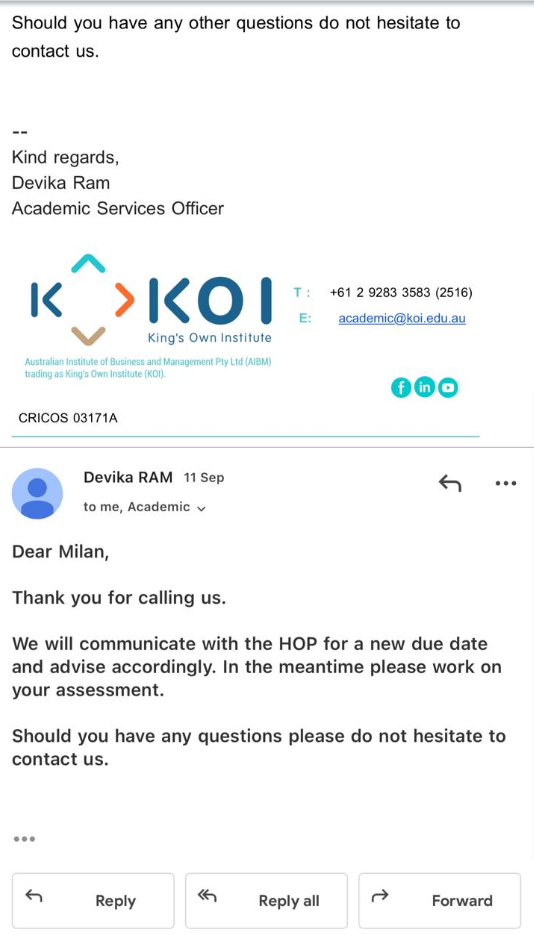 Should you have any other questions do not hesitate to
contact us.
--
Kind regards,
Devika Ram
Academic Services Officer
K KOI
King's Own Institute
Australian Institute of Business and Management Pty Ltd (AIBM)
trading as King's Own Institute (KOI).
T : +61 2 9283 3583 (2516)
E: academic@koi.edu.au
f in
CRICOS 03171A
Devika RAM 11 Sep
to me, Academic
Dear Milan,
Thank you for calling us.
We will communicate with the HOP for a new due date
and advise accordingly. In the meantime please work on
your assessment.
Should you have any questions please do not hesitate to
contact us.
Reply
Reply all
Forward